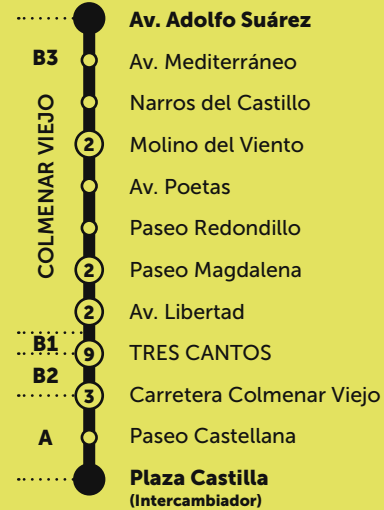 Av. Adolfo Suárez
B3
Av. Mediterráneo
Narros del Castillo
COLMENAR VIEJO
2 Molino del Viento
Av. Poetas
Paseo Redondillo
2 Paseo Magdalena
2 Av. Libertad
B1
9 TRES CANTOS
B2
3 Carretera Colmenar Viejo
A Paseo Castellana
Plaza Castilla
(Intercambiador)